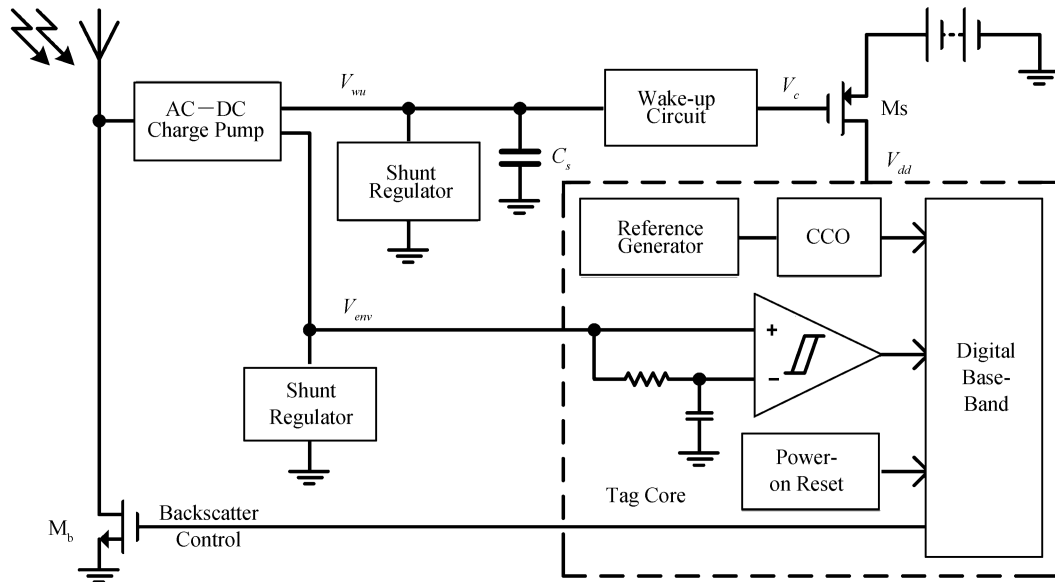 V_wu
AC－DC
Charge Pump
Wake-up
Circuit
V_c
Ms
Shunt
Regulator
C_s
V_dd
Reference
Generator
CCO
V_env
+
−
Digital
Base-
Band
Shunt
Regulator
Power-
on Reset
Tag Core
M_b
Backscatter
Control